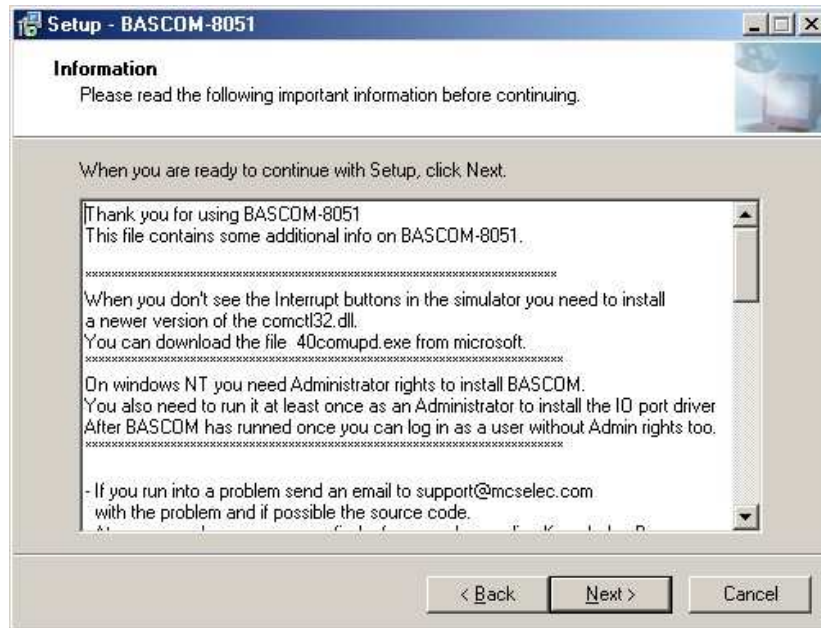 Setup - BASCOM-8051
Information
Please read the following important information before continuing.
When you are ready to continue with Setup, click Next.
Thank you for using BASCOM-8051
This file contains some additional info on BASCOM-8051.
When you don't see the Interrupt buttons in the simulator you need to install
a newer version of the comctl32.dll.
You can download the file 40comupd.exe from microsoft.
On windows NT you need Administrator rights to install BASCOM.
You also need to run it at least once as an Administrator to install the IO port driver
After BASCOM has runned once you can log in as a user without Admin rights too.
- If you run into a problem send an email to support@mcselec.com
with the problem and if possible the source code.
< Back
Next >
Cancel